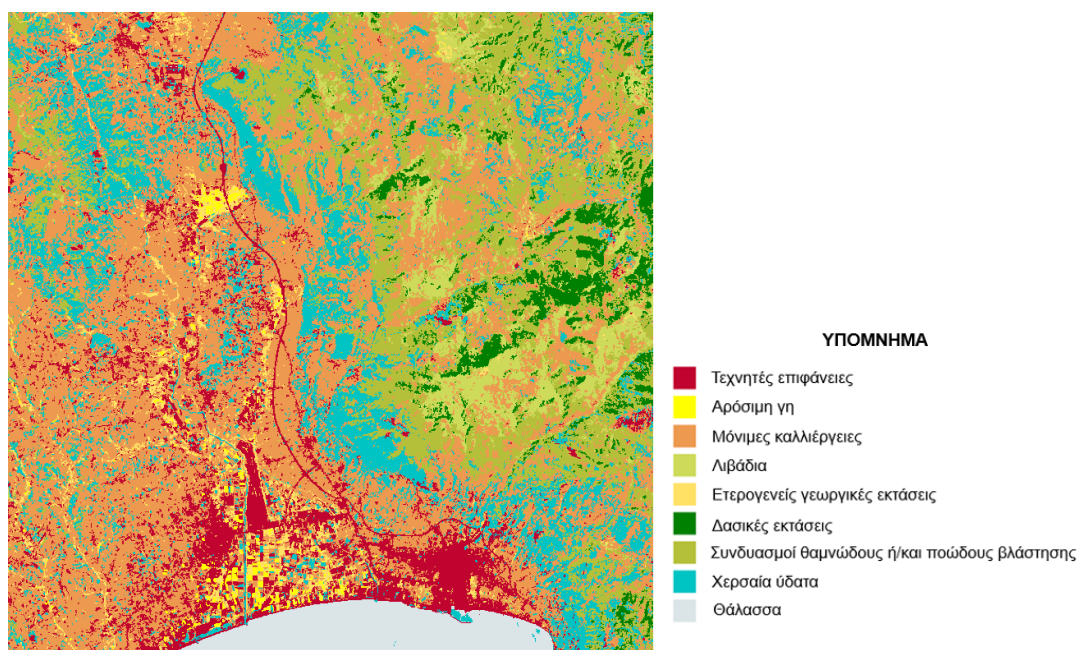 ΥΠΟΜΝΗΜΑ
Τεχνητές επιφάνειες
Αρόσιμη γη
Μόνιμες καλλιέργειες
Λιβάδια
Ετερογενείς γεωργικές εκτάσεις
Δασικές εκτάσεις
Συνδυασμοί θαμνώδους ή/και ποώδους βλάστησης
Χερσαία ύδατα
Θάλασσα